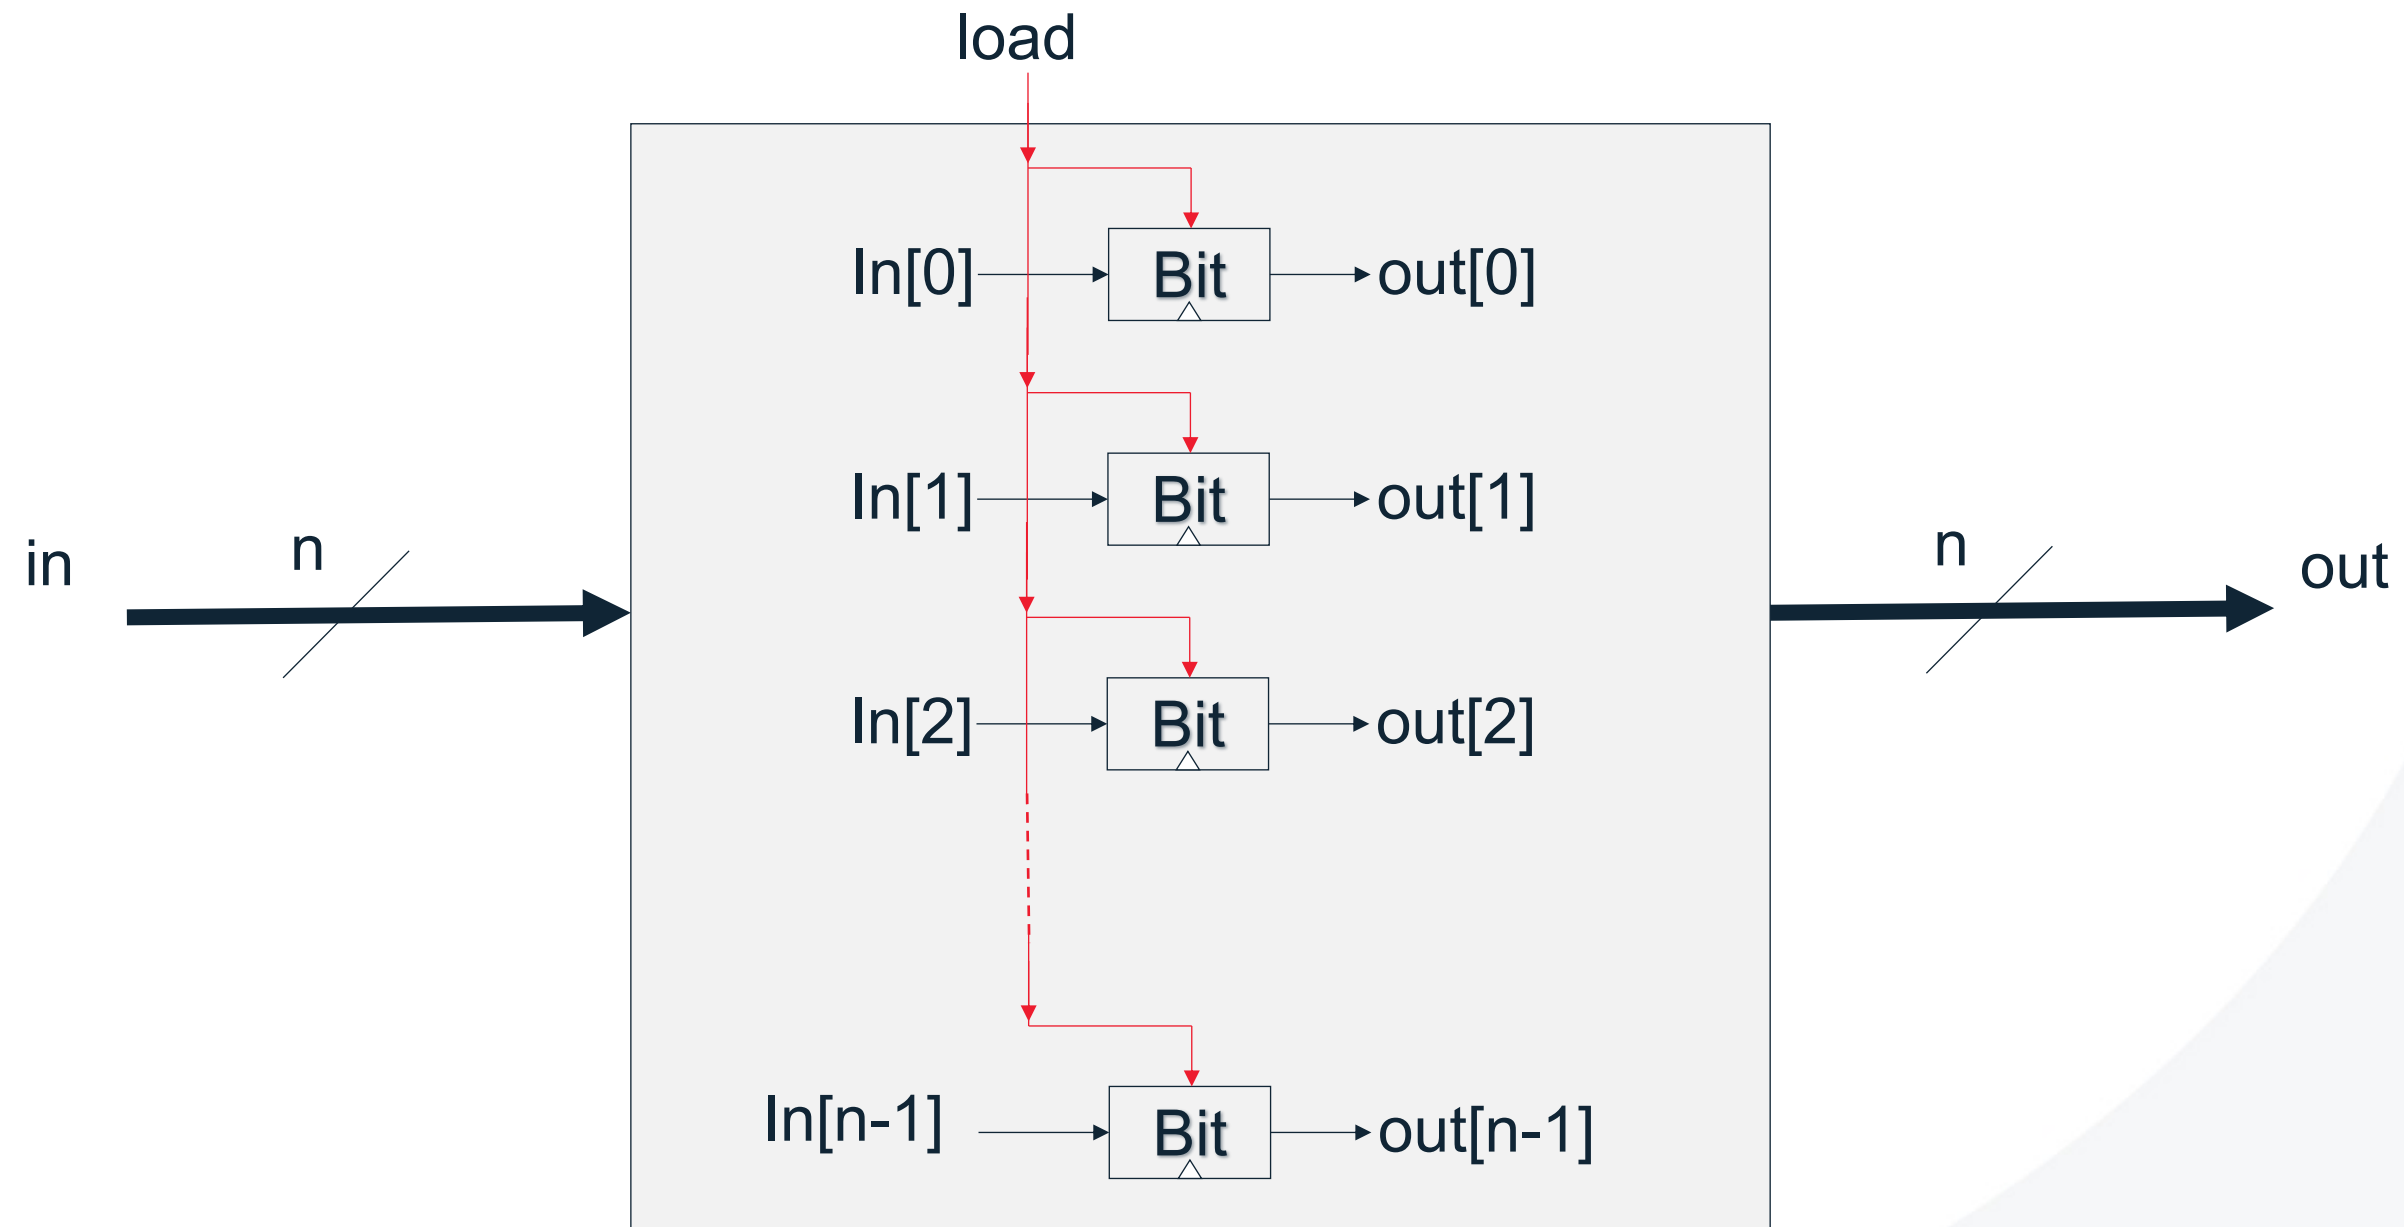 load
In[0] Bit out[0]
In[1] Bit out[1]
in n n out
In[2] Bit out[2]
In[n-1] Bit out[n-1]